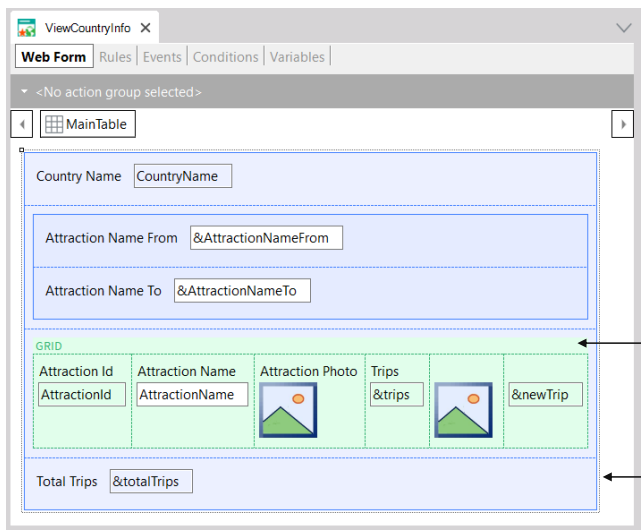 ViewCountryInfo
Web Form Rules Events Conditions Variables
<No action group selected>
MainTable
Country Name CountryName
Attraction Name From &AttractionNameFrom
Attraction Name To &AttractionNameTo
GRID
Attraction Id Attraction Name Attraction Photo Trips
AttractionId AttractionName &trips &newTrip
Total Trips &totalTrips